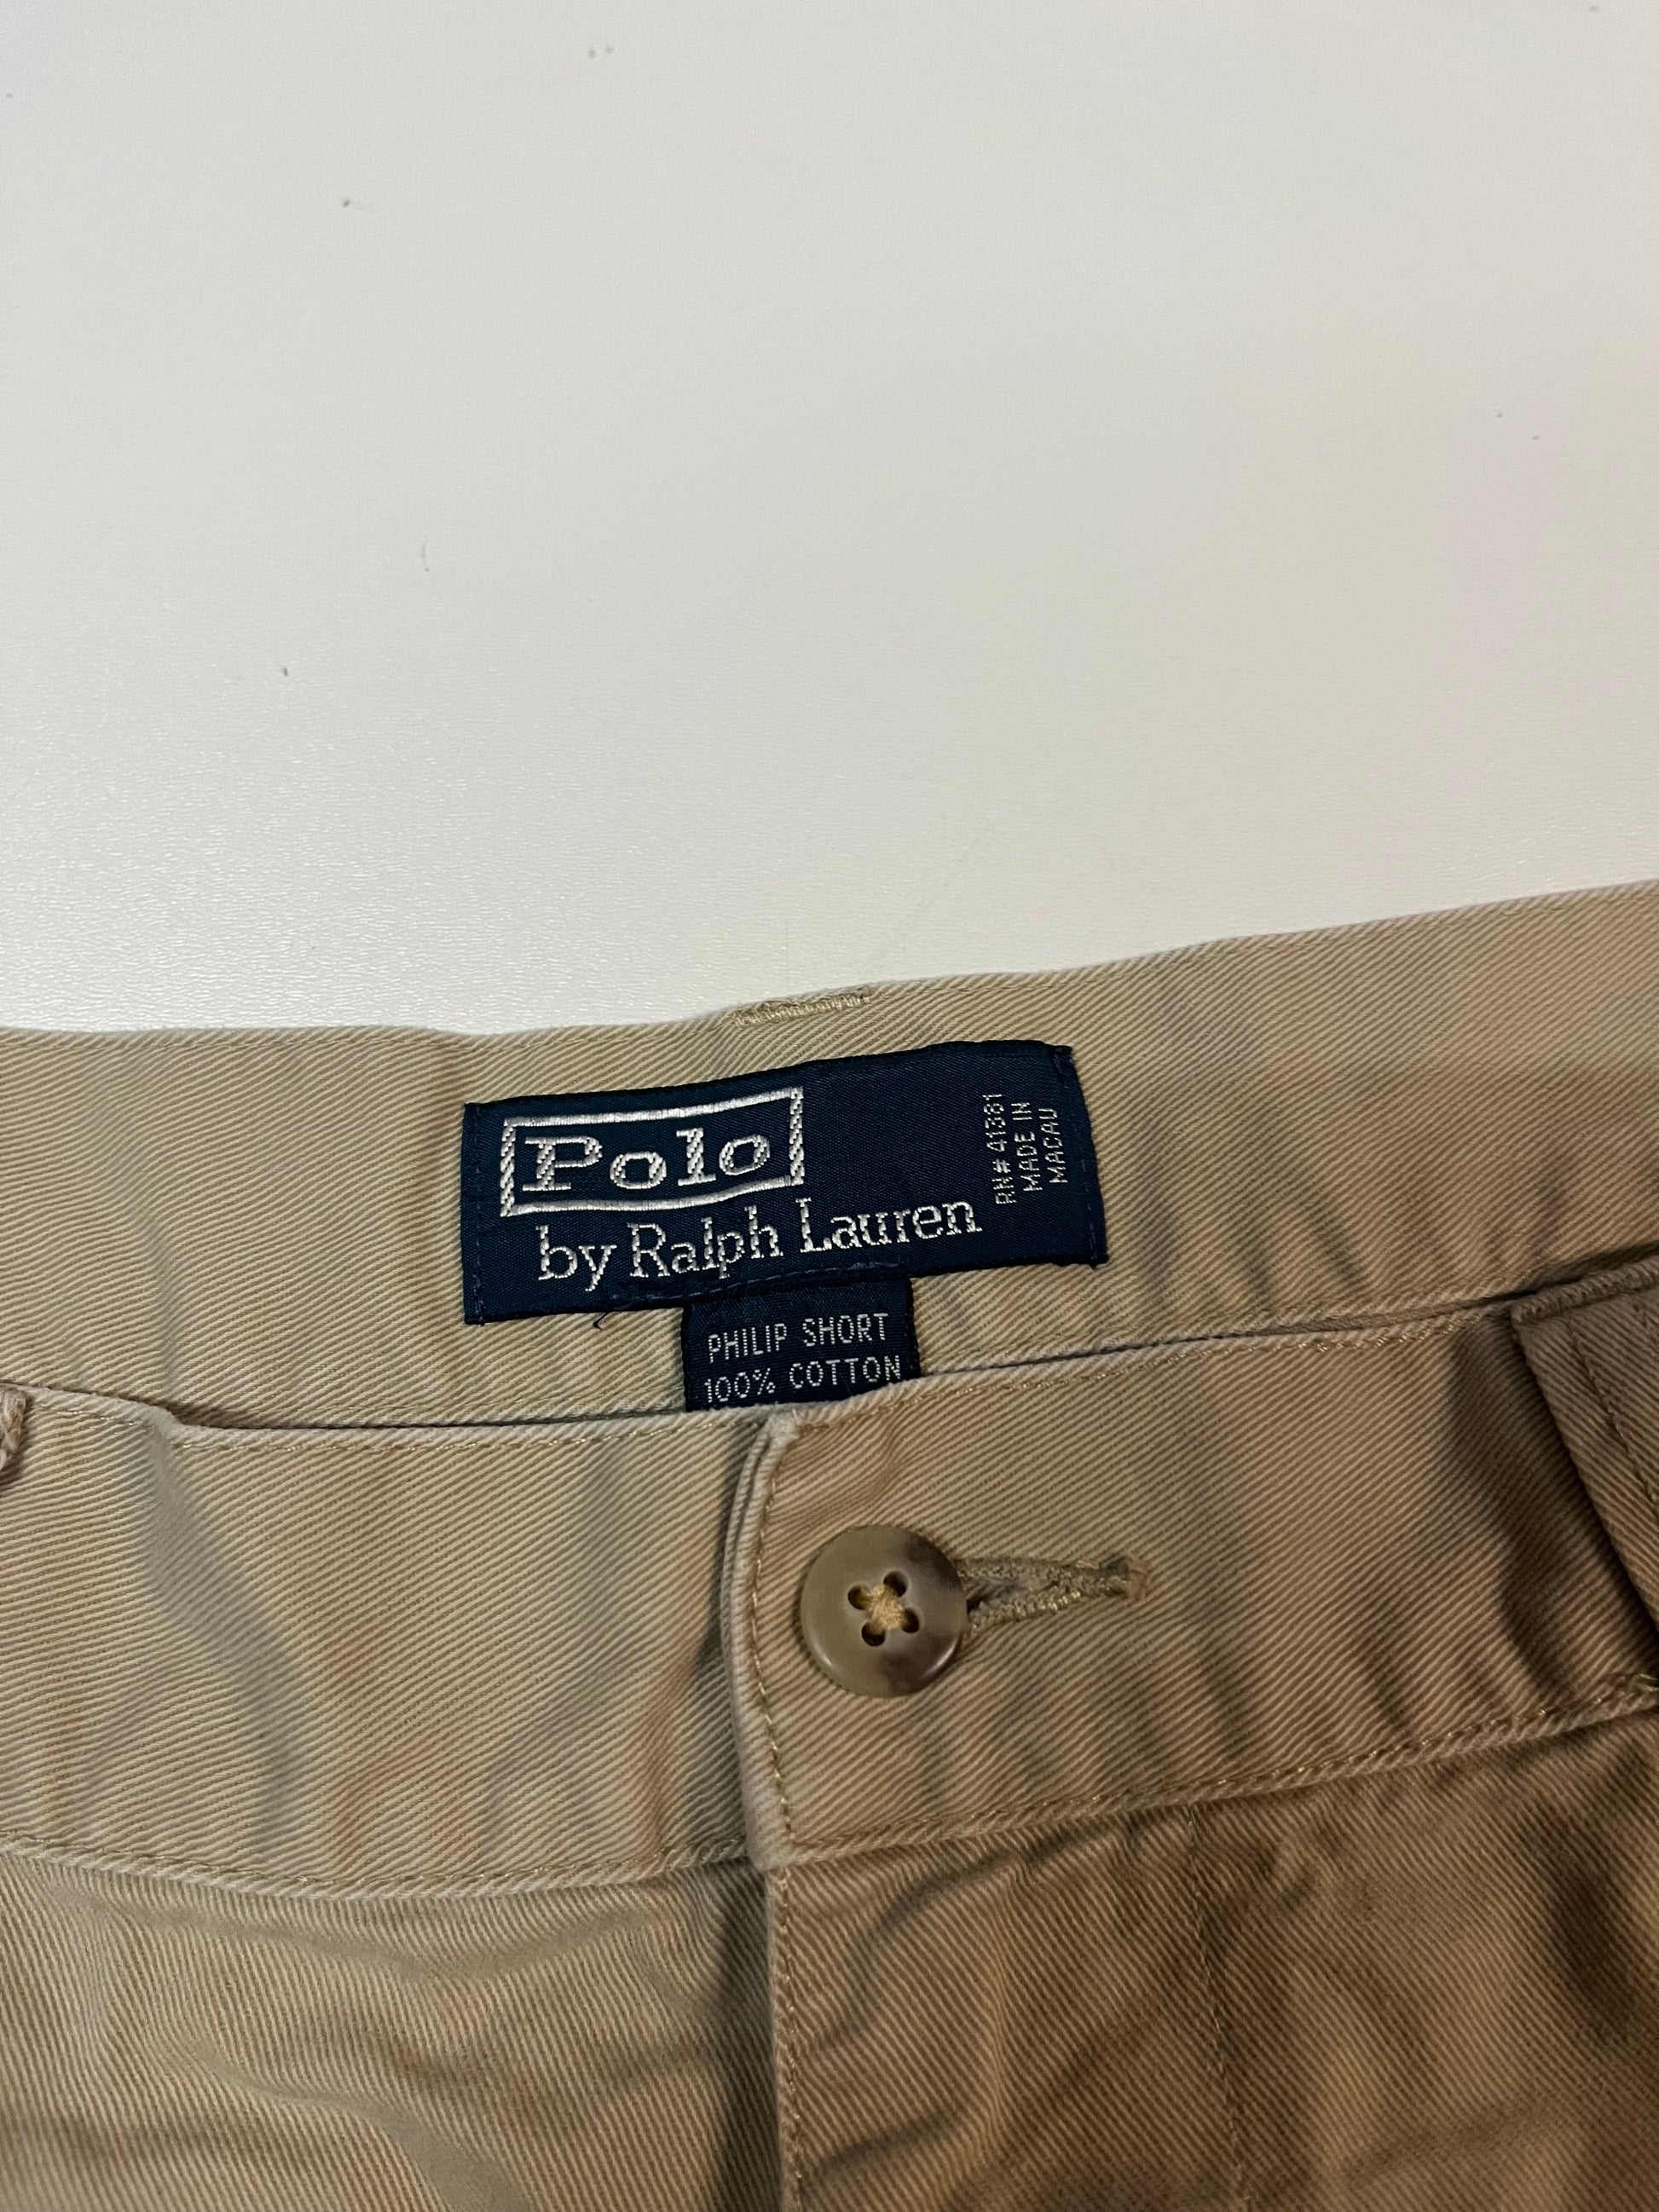 Polo
by Ralph Lauren
RN# 41381
MADE IN
MACAU
PHILIP SHORT
100% COTTON